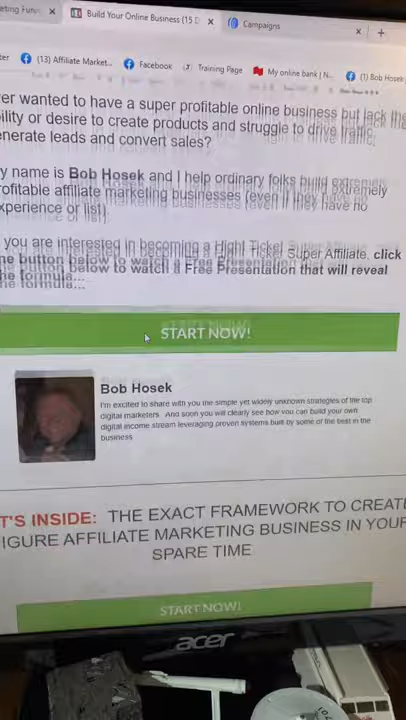 Build Your Online Business (15 D
Campaigns
(13) Affiliate Market...
Facebook
Training Page
My online bank | N...
(1) Bob Hosek
er wanted to have a super profitable online business but lack the
ility or desire to create products and struggle to drive traffic,
enerate leads and convert sales?
y name is Bob Hosek and I help ordinary folks build extremely
rofitable affiliate marketing businesses (even if they have no
xperience or list).
you are interested in becoming a High Ticket Super Affiliate, click
he button below to watch a Free Presentation that will reveal
he formula...
START NOW!
Bob Hosek
I'm excited to share with you the simple yet widely unknown strategies of the top
digital marketers. And soon you will clearly see how you can build your own
digital income stream leveraging proven systems built by some of the best in the
business
T'S INSIDE: THE EXACT FRAMEWORK TO CREATE
IGURE AFFILIATE MARKETING BUSINESS IN YOUR
SPARE TIME
START NOW!
acer